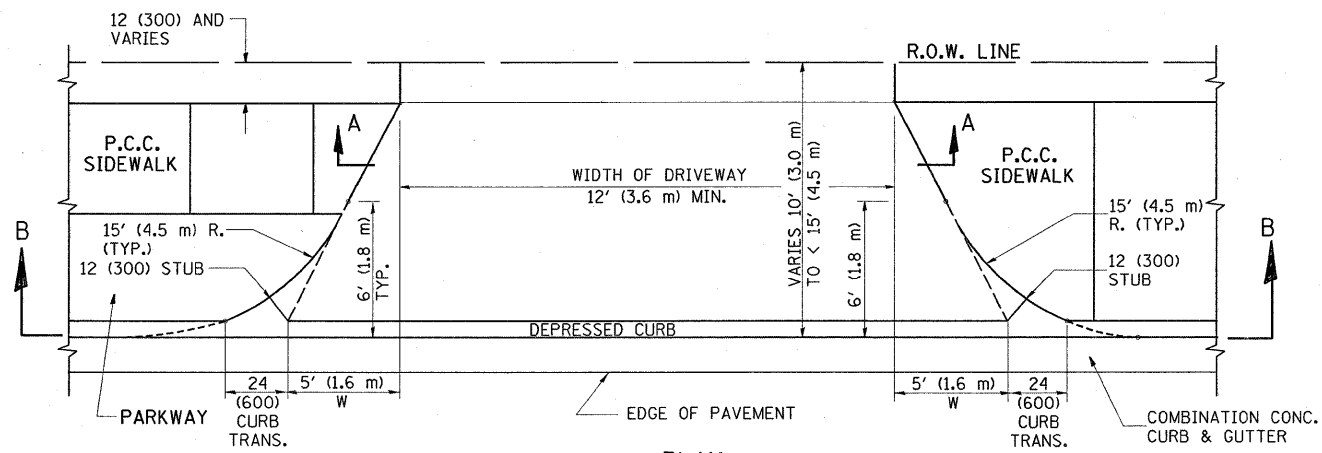 12 (300) AND
VARIES
R.O.W. LINE
A
A
P.C.C.
SIDEWALK
P.C.C.
SIDEWALK
WIDTH OF DRIVEWAY
12' (3.6 m) MIN.
VARIES 10' (3.0 m)
TO < 15' (4.5 m)
B
B
15' (4.5 m) R.
(TYP.)
15' (4.5 m)
R. (TYP.)
12 (300) STUB
12 (300)
STUB
6' (1.8 m)
TYP.
6' (1.8 m)
DEPRESSED CURB
24
(600)
CURB
TRANS.
5' (1.6 m)
W
5' (1.6 m)
W
24
(600)
CURB
TRANS.
PARKWAY
EDGE OF PAVEMENT
COMBINATION CONC.
CURB & GUTTER